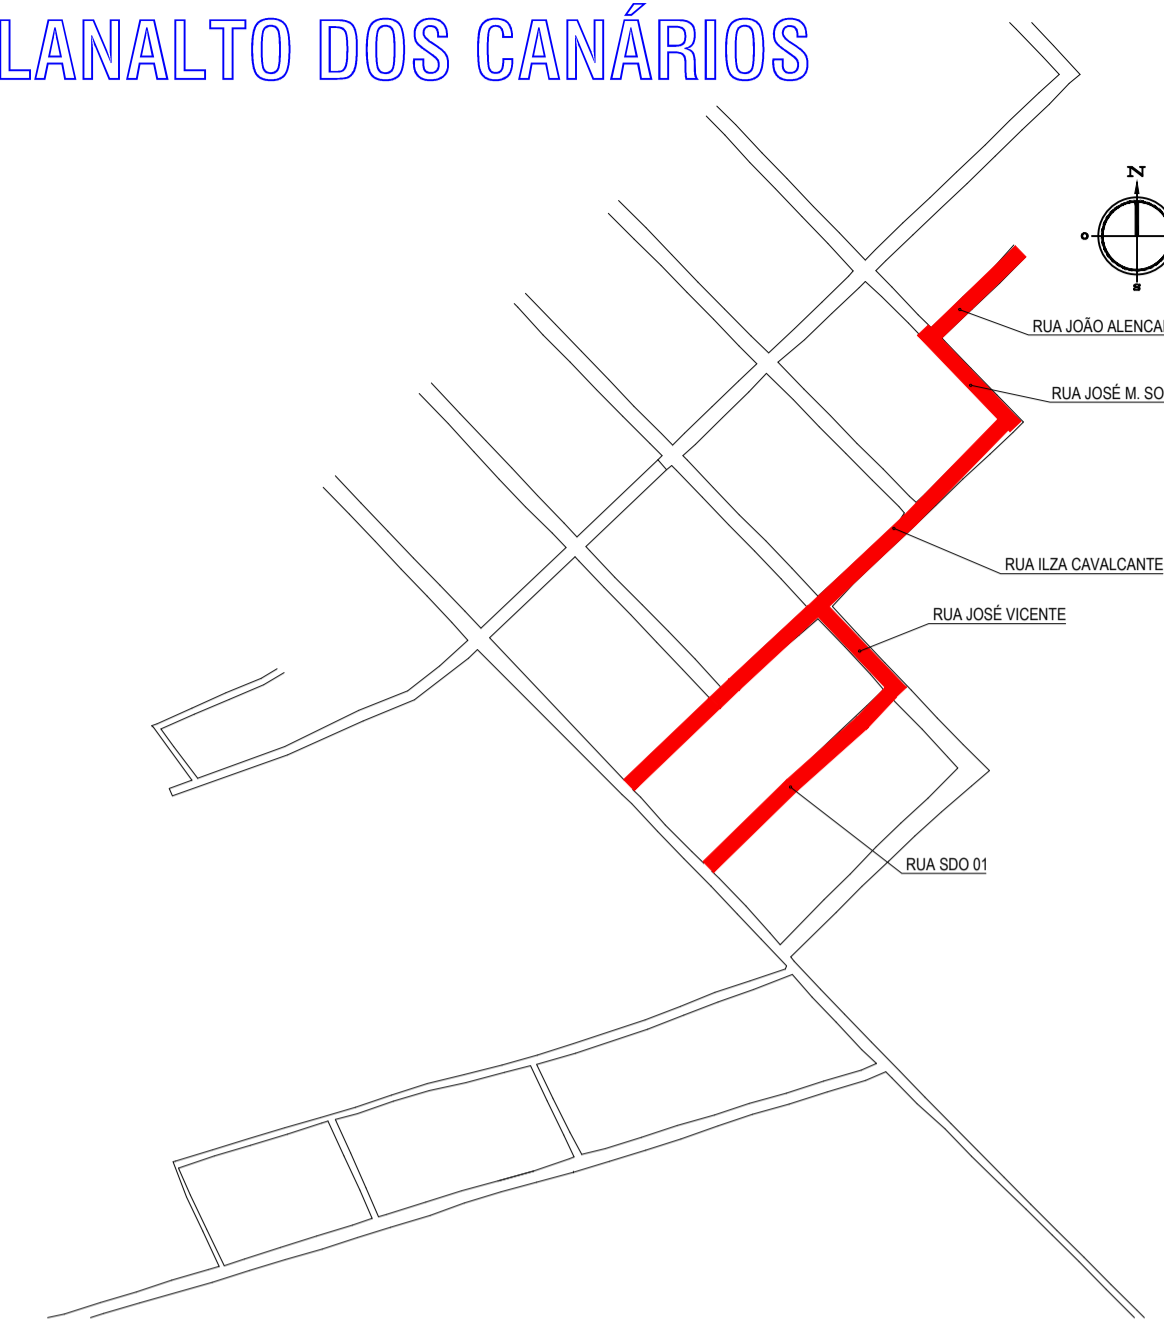 LANALTO DOS CANÁRIOS
N
O
S
RUA JOÃO ALENCA
RUA JOSÉ M. SO
RUA ILZA CAVALCANTE
RUA JOSÉ VICENTE
RUA SDO 01